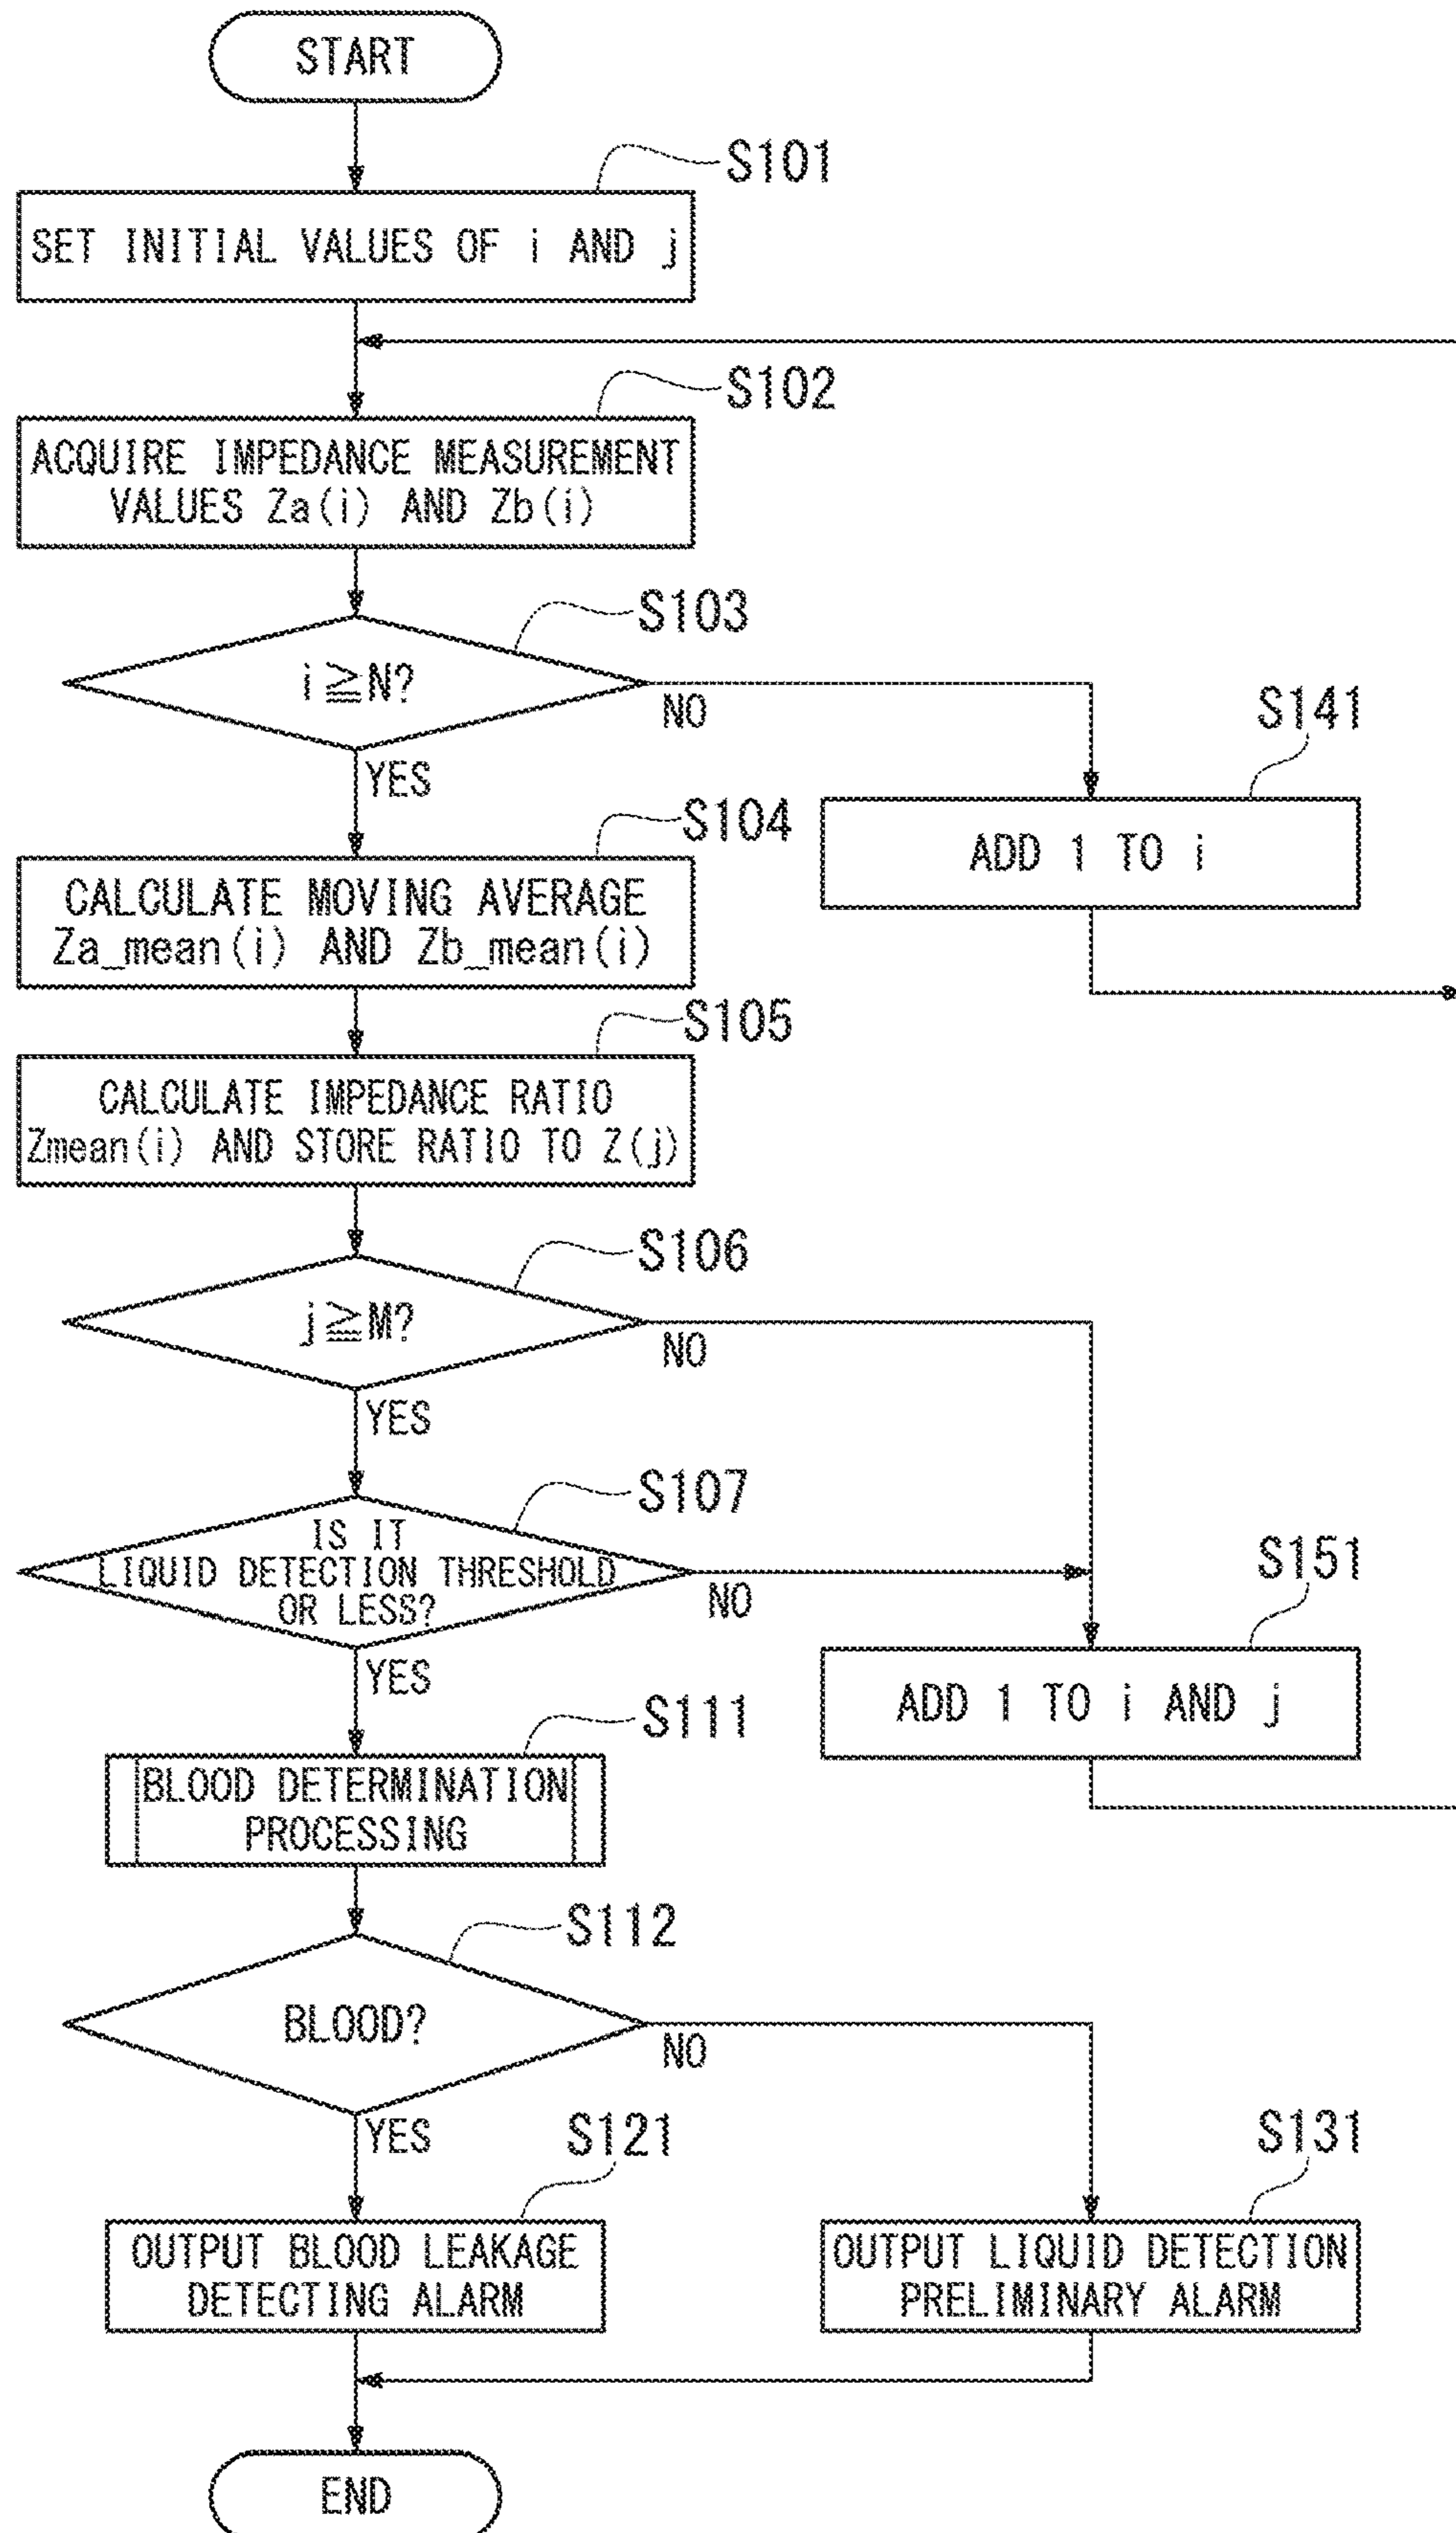 START
S101
SET INITIAL VALUES OF i AND j
S102
ACQUIRE IMPEDANCE MEASUREMENT
VALUES Za(i) AND Zb(i)
S103
i≧N?
NO
YES
S141
ADD 1 TO i
S104
CALCULATE MOVING AVERAGE
Za_mean(i) AND Zb_mean(i)
S105
CALCULATE IMPEDANCE RATIO
Zmean(i) AND STORE RATIO TO Z(j)
S106
j≧M?
NO
YES
S107
IS IT
LIQUID DETECTION THRESHOLD
OR LESS?
NO
YES
S151
ADD 1 TO i AND j
S111
BLOOD DETERMINATION
PROCESSING
S112
BLOOD?
NO
YES
S121
OUTPUT BLOOD LEAKAGE
DETECTING ALARM
S131
OUTPUT LIQUID DETECTION
PRELIMINARY ALARM
END